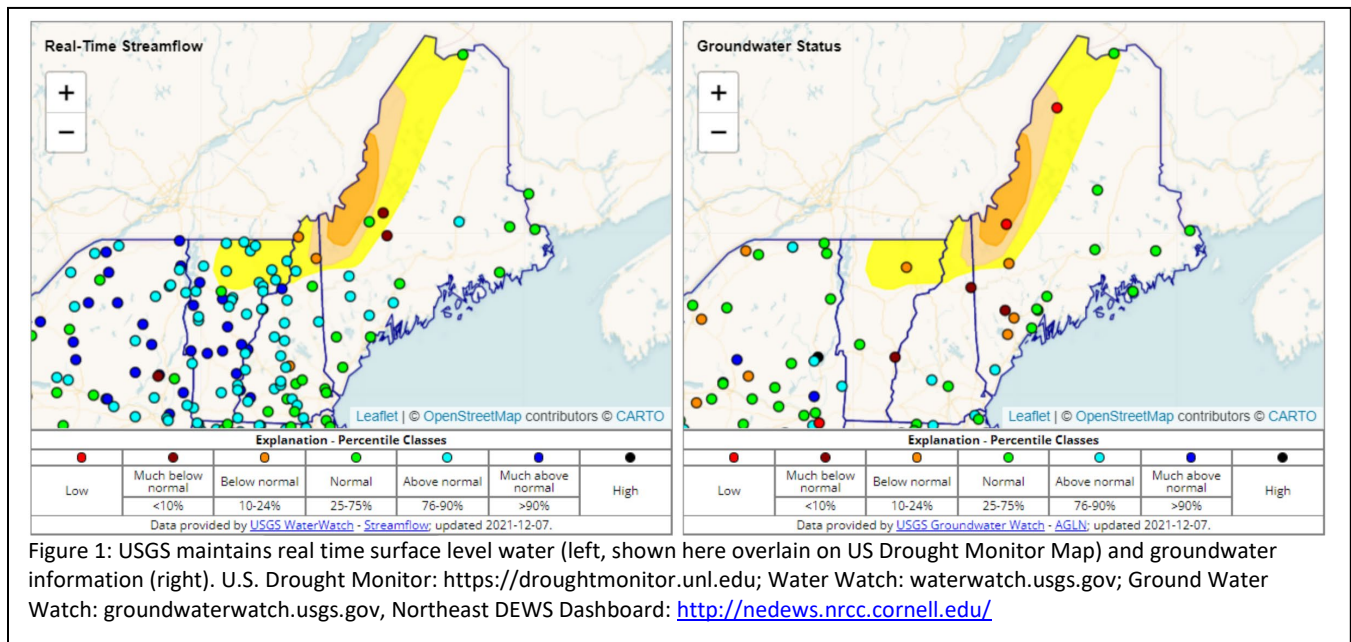 Real-Time Streamflow
+
−
Leaflet | © OpenStreetMap contributors © CARTO
Explanation - Percentile Classes
Low
Much below normal
Below normal
Normal
Above normal
Much above normal
High
<10%
10-24%
25-75%
76-90%
>90%
Data provided by USGS WaterWatch - Streamflow; updated 2021-12-07.
Groundwater Status
+
−
Leaflet | © OpenStreetMap contributors © CARTO
Explanation - Percentile Classes
Low
Much below normal
Below normal
Normal
Above normal
Much above normal
High
<10%
10-24%
25-75%
76-90%
>90%
Data provided by USGS Groundwater Watch - AGLN; updated 2021-12-07.
Figure 1: USGS maintains real time surface level water (left, shown here overlain on US Drought Monitor Map) and groundwater
information (right). U.S. Drought Monitor: https://droughtmonitor.unl.edu; Water Watch: waterwatch.usgs.gov; Ground Water
Watch: groundwaterwatch.usgs.gov, Northeast DEWS Dashboard: http://nedews.nrcc.cornell.edu/